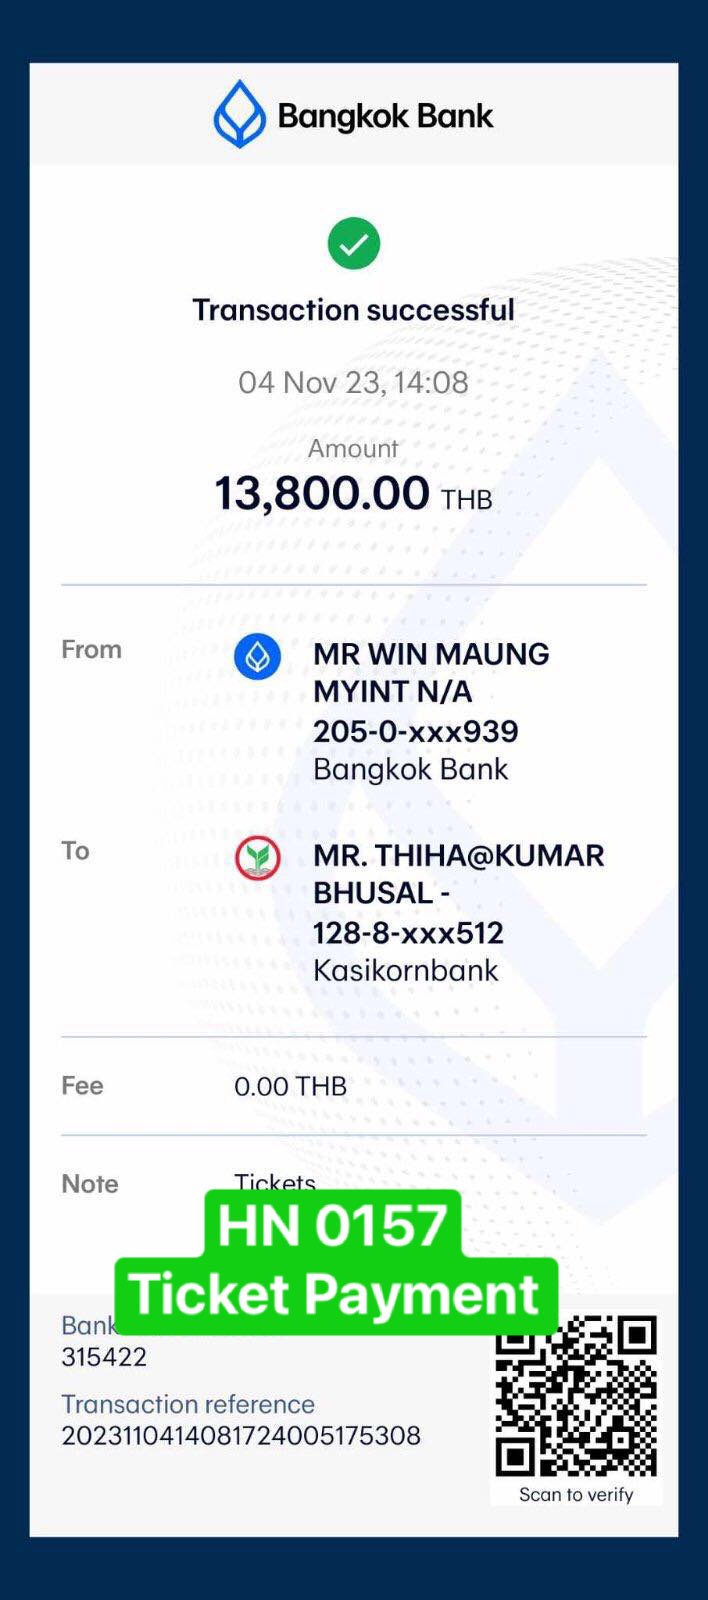 Bangkok Bank
Transaction successful
04 Nov 23, 14:08
Amount
13,800.00 THB
From
MR WIN MAUNG
MYINT N/A
205-0-xxx939
Bangkok Bank
To
MR. THIHA@KUMAR
BHUSAL -
128-8-xxx512
Kasikornbank
Fee
0.00 THB
Note
Tickets
HN 0157
Ticket Payment
Bank
315422
Transaction reference
2023110414081724005175308
Scan to verify